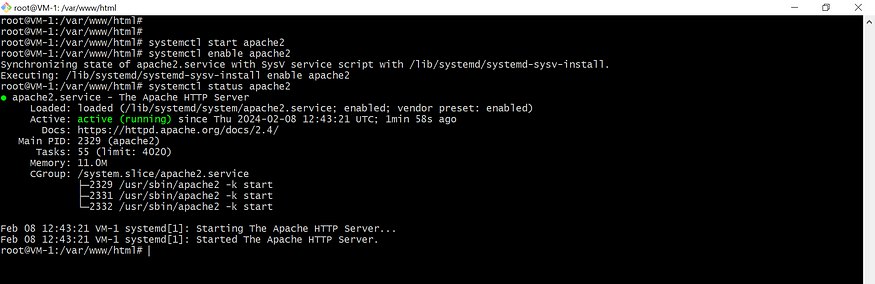 root@VM-1: /var/www/html
root@VM-1:/var/www/html#
root@VM-1:/var/www/html#
root@VM-1:/var/www/html# systemctl start apache2
root@VM-1:/var/www/html# systemctl enable apache2
Synchronizing state of apache2.service with SysV service script with /lib/systemd/systemd-sysv-install.
Executing: /lib/systemd/systemd-sysv-install enable apache2
root@VM-1:/var/www/html# systemctl status apache2
● apache2.service - The Apache HTTP Server
Loaded: loaded (/lib/systemd/system/apache2.service; enabled; vendor preset: enabled)
Active: active (running) since Thu 2024-02-08 12:43:21 UTC; 1min 58s ago
Docs: https://httpd.apache.org/docs/2.4/
Main PID: 2329 (apache2)
Tasks: 55 (limit: 4020)
Memory: 11.0M
CGroup: /system.slice/apache2.service
├─2329 /usr/sbin/apache2 -k start
├─2331 /usr/sbin/apache2 -k start
└─2332 /usr/sbin/apache2 -k start
Feb 08 12:43:21 VM-1 systemd[1]: Starting The Apache HTTP Server...
Feb 08 12:43:21 VM-1 systemd[1]: Started The Apache HTTP Server.
root@VM-1:/var/www/html#